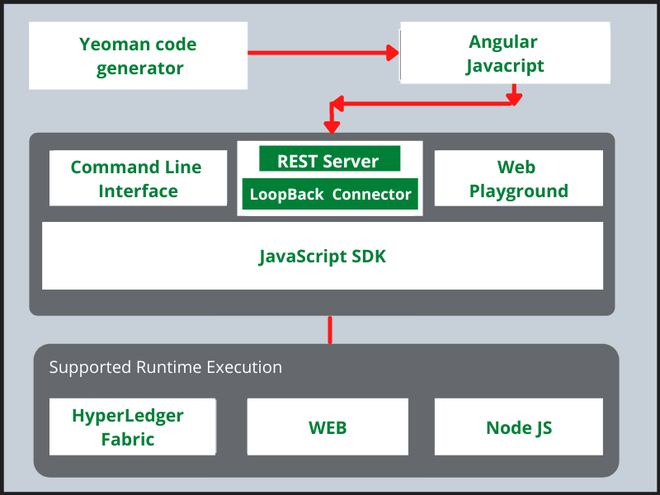 Yeoman code
generator
Angular
Javacript
Command Line
Interface
REST Server
LoopBack Connector
Web
Playground
JavaScript SDK
Supported Runtime Execution
HyperLedger
Fabric
WEB
Node JS